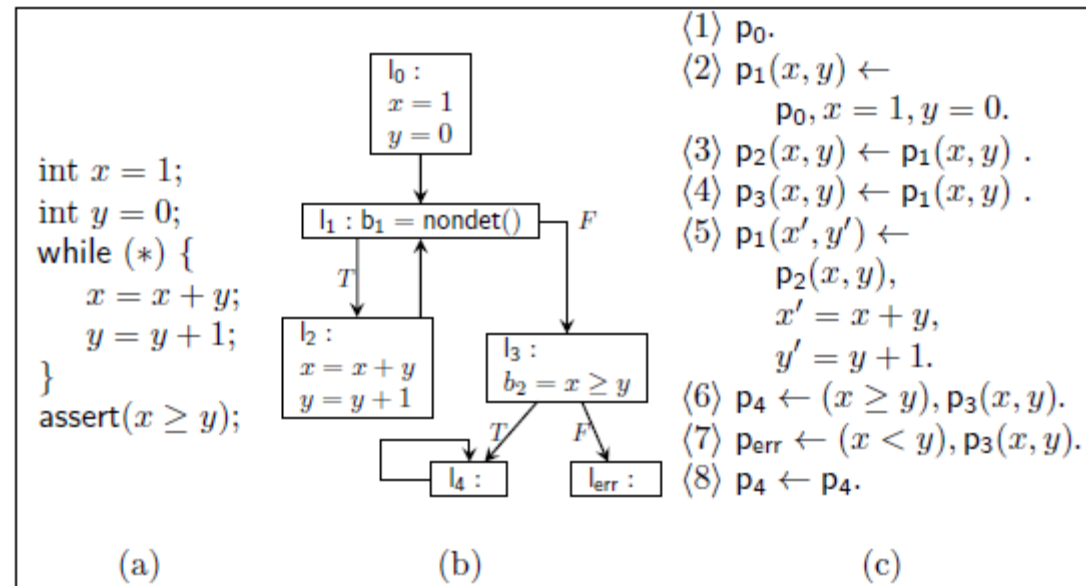 int x = 1;
int y = 0;
while (*) {
x = x + y;
y = y + 1;
}
assert(x ≥ y);
(a)
l₀ :
x = 1
y = 0
l₁ : b₁ = nondet()
F
T
l₂ :
x = x + y
y = y + 1
l₃ :
b₂ = x ≥ y
T
F
l₄ :
l_err :
(b)
⟨1⟩ p₀.
⟨2⟩ p₁(x, y) ←
p₀, x = 1, y = 0.
⟨3⟩ p₂(x, y) ← p₁(x, y) .
⟨4⟩ p₃(x, y) ← p₁(x, y) .
⟨5⟩ p₁(x′, y′) ←
p₂(x, y),
x′ = x + y,
y′ = y + 1.
⟨6⟩ p₄ ← (x ≥ y), p₃(x, y).
⟨7⟩ p_err ← (x < y), p₃(x, y).
⟨8⟩ p₄ ← p₄.
(c)